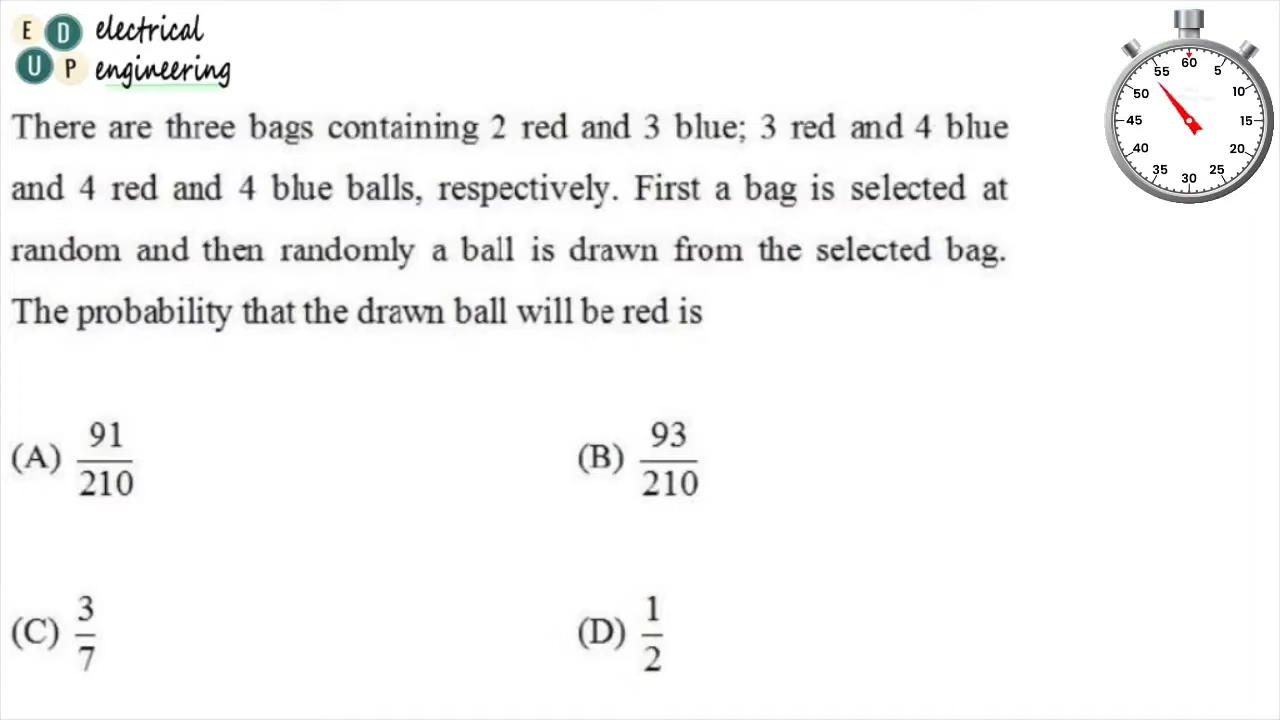 E D electrical
U P engineering
60
55 5
50 10
45 15
40 20
35 25
30
There are three bags containing 2 red and 3 blue; 3 red and 4 blue
and 4 red and 4 blue balls, respectively. First a bag is selected at
random and then randomly a ball is drawn from the selected bag.
The probability that the drawn ball will be red is
(A) 91/210 (B) 93/210
(C) 3/7 (D) 1/2